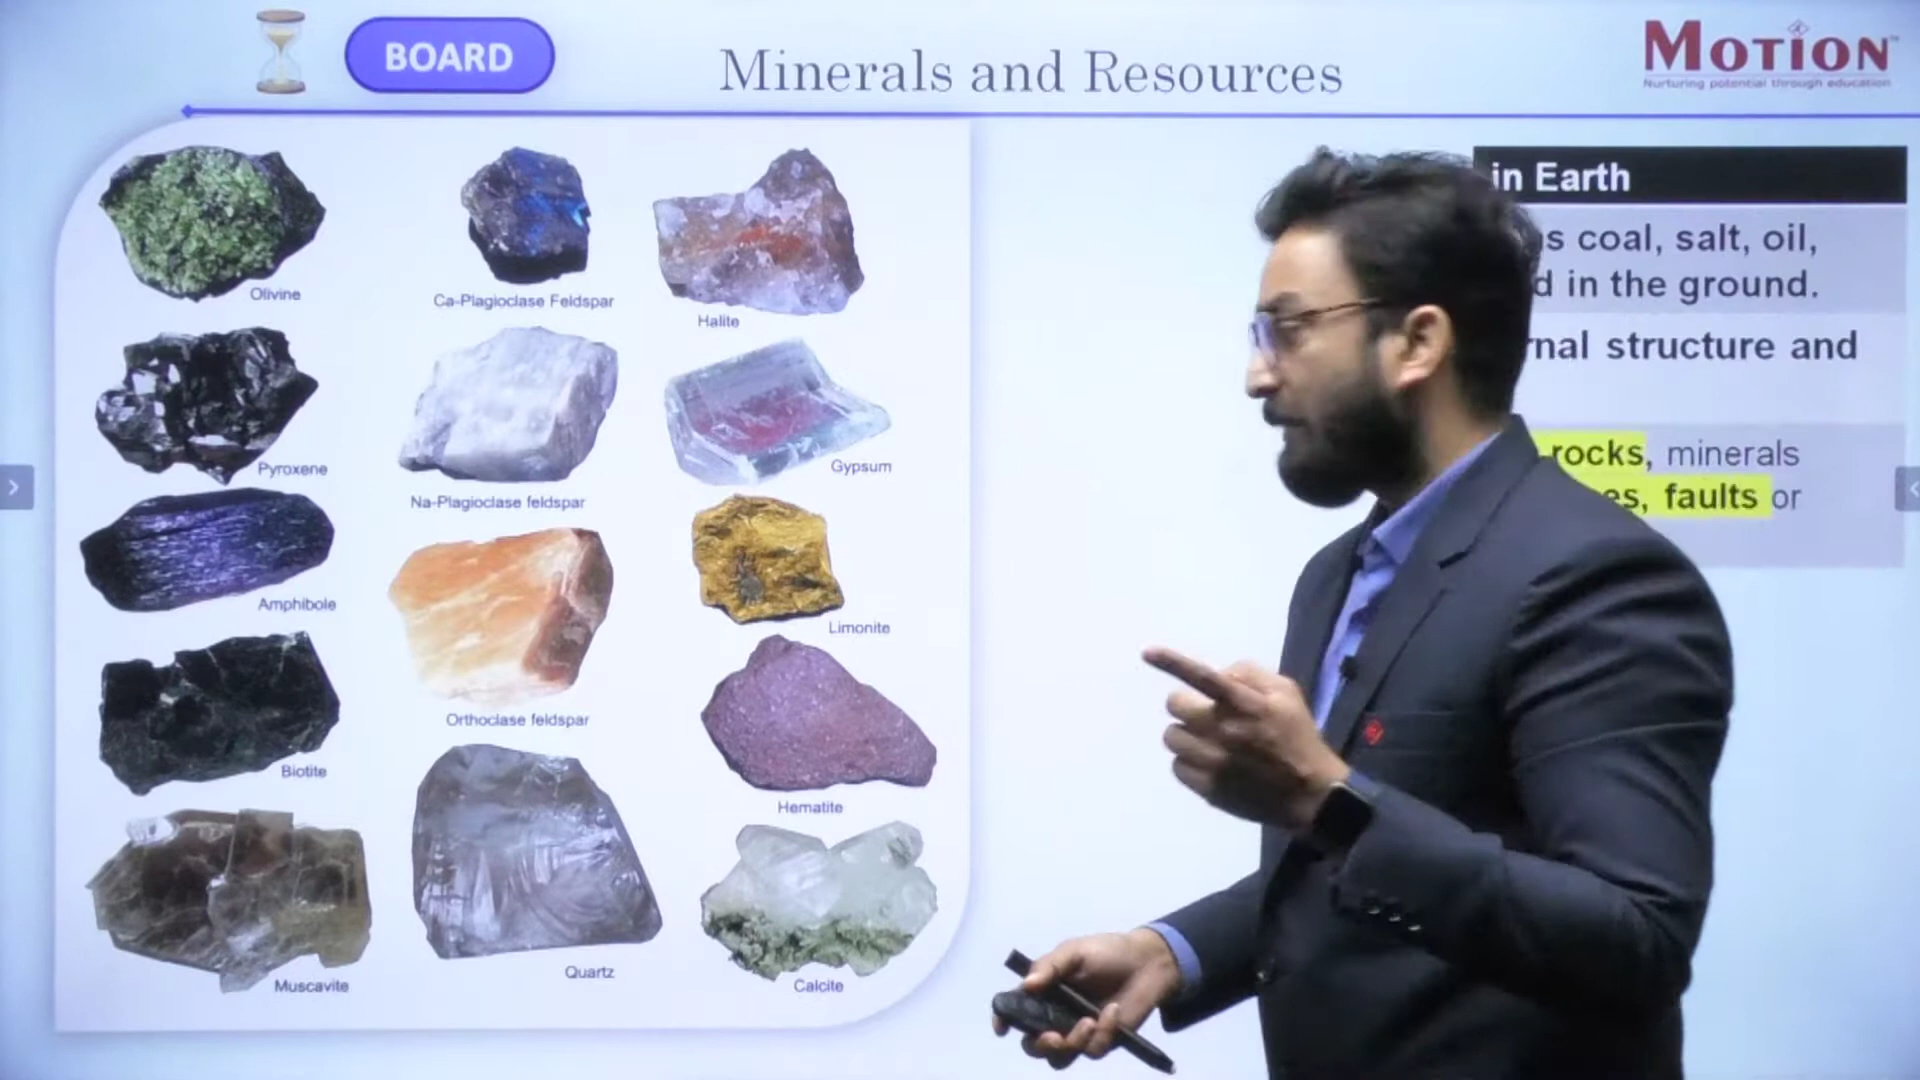 BOARD
Minerals and Resources
MOTION
Nurturing potential through education
in Earth
as coal, salt, oil,
d in the ground.
rnal structure and
rocks, minerals
es, faults or
Olivine
Ca-Plagioclase Feldspar
Halite
Pyroxene
Na-Plagioclase feldspar
Gypsum
Amphibole
Orthoclase feldspar
Limonite
Biotite
Hematite
Muscavite
Quartz
Calcite